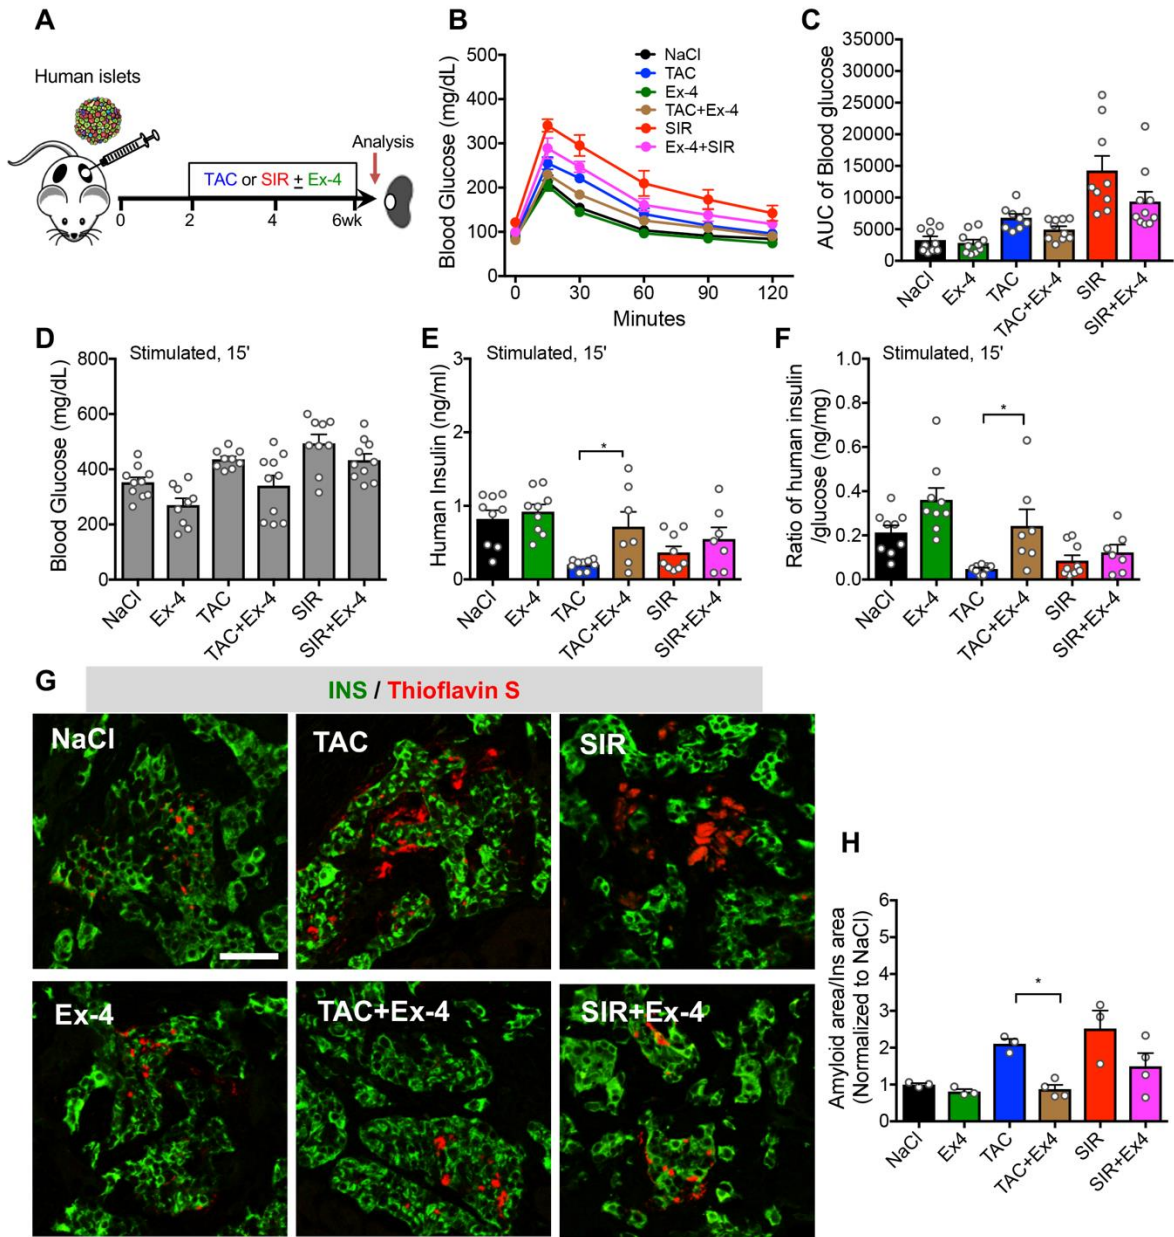 A
Human islets
Analysis
TAC or SIR ± Ex-4
0
2
4
6wk
B
Blood Glucose (mg/dL)
500
400
300
200
100
0
NaCl
TAC
Ex-4
TAC+Ex-4
SIR
Ex-4+SIR
0 30 60 90 120
Minutes
C
AUC of Blood glucose
35000
30000
25000
20000
15000
10000
5000
0
NaCl
Ex-4
TAC
TAC+Ex-4
SIR
SIR+Ex-4
D
Stimulated, 15'
Blood Glucose (mg/dL)
800
600
400
200
0
NaCl
Ex-4
TAC
TAC+Ex-4
SIR
SIR+Ex-4
E
Stimulated, 15'
Human Insulin (ng/ml)
3
2
1
0
*
NaCl
Ex-4
TAC
TAC+Ex-4
SIR
SIR+Ex-4
F
Stimulated, 15'
Ratio of human insulin
/glucose (ng/mg)
1.0
0.8
0.6
0.4
0.2
0.0
*
NaCl
Ex-4
TAC
TAC+Ex-4
SIR
SIR+Ex-4
G
INS / Thioflavin S
NaCl
TAC
SIR
Ex-4
TAC+Ex-4
SIR+Ex-4
H
Amyloid area/Ins area
(Normalized to NaCl)
6
5
4
3
2
1
0
*
NaCl
Ex4
TAC
TAC+Ex4
SIR
SIR+Ex4